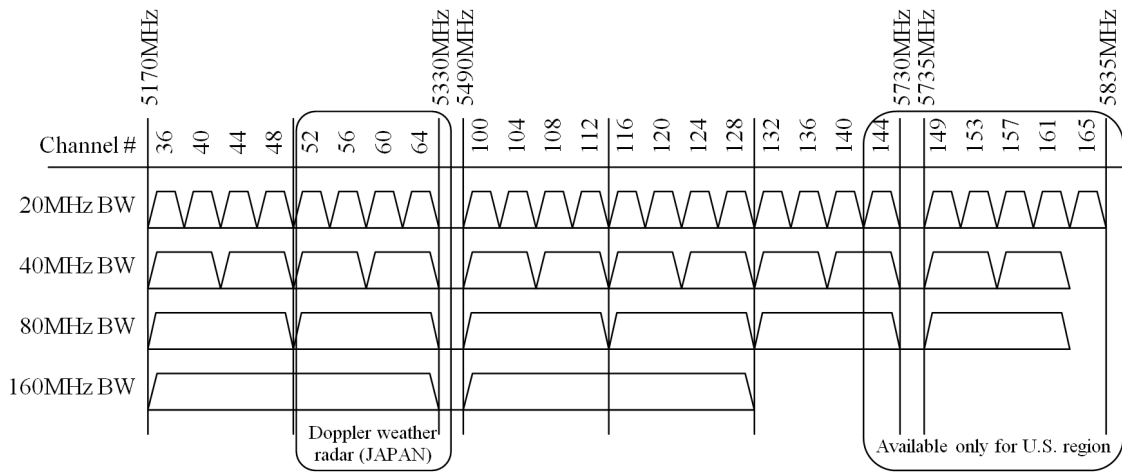 5170MHz 5330MHz 5490MHz 5730MHz 5735MHz 5835MHz
Channel # 36 40 44 48 52 56 60 64 100 104 108 112 116 120 124 128 132 136 140 144 149 153 157 161 165
20MHz BW
40MHz BW
80MHz BW
160MHz BW
Doppler weather
radar (JAPAN)
Available only for U.S. region